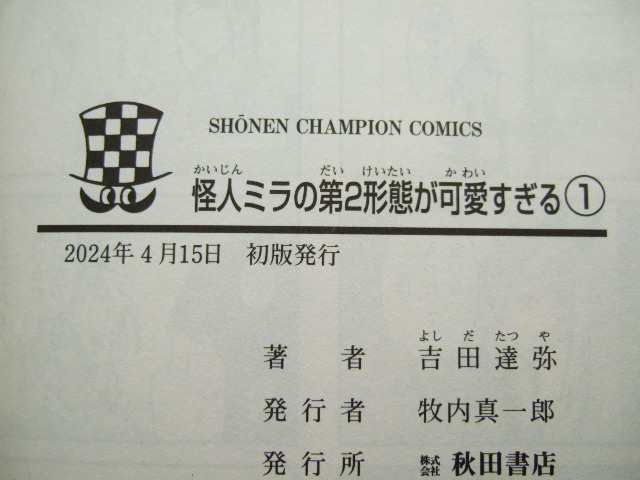 SHŌNEN CHAMPION COMICS
かいじん だい けいたい かわい
怪人ミラの第2形態が可愛すぎる①
2024年4月15日 初版発行
よし だ たつ や
著者 吉田達弥
発行者 牧内真一郎
発行所 株式会社 秋田書店